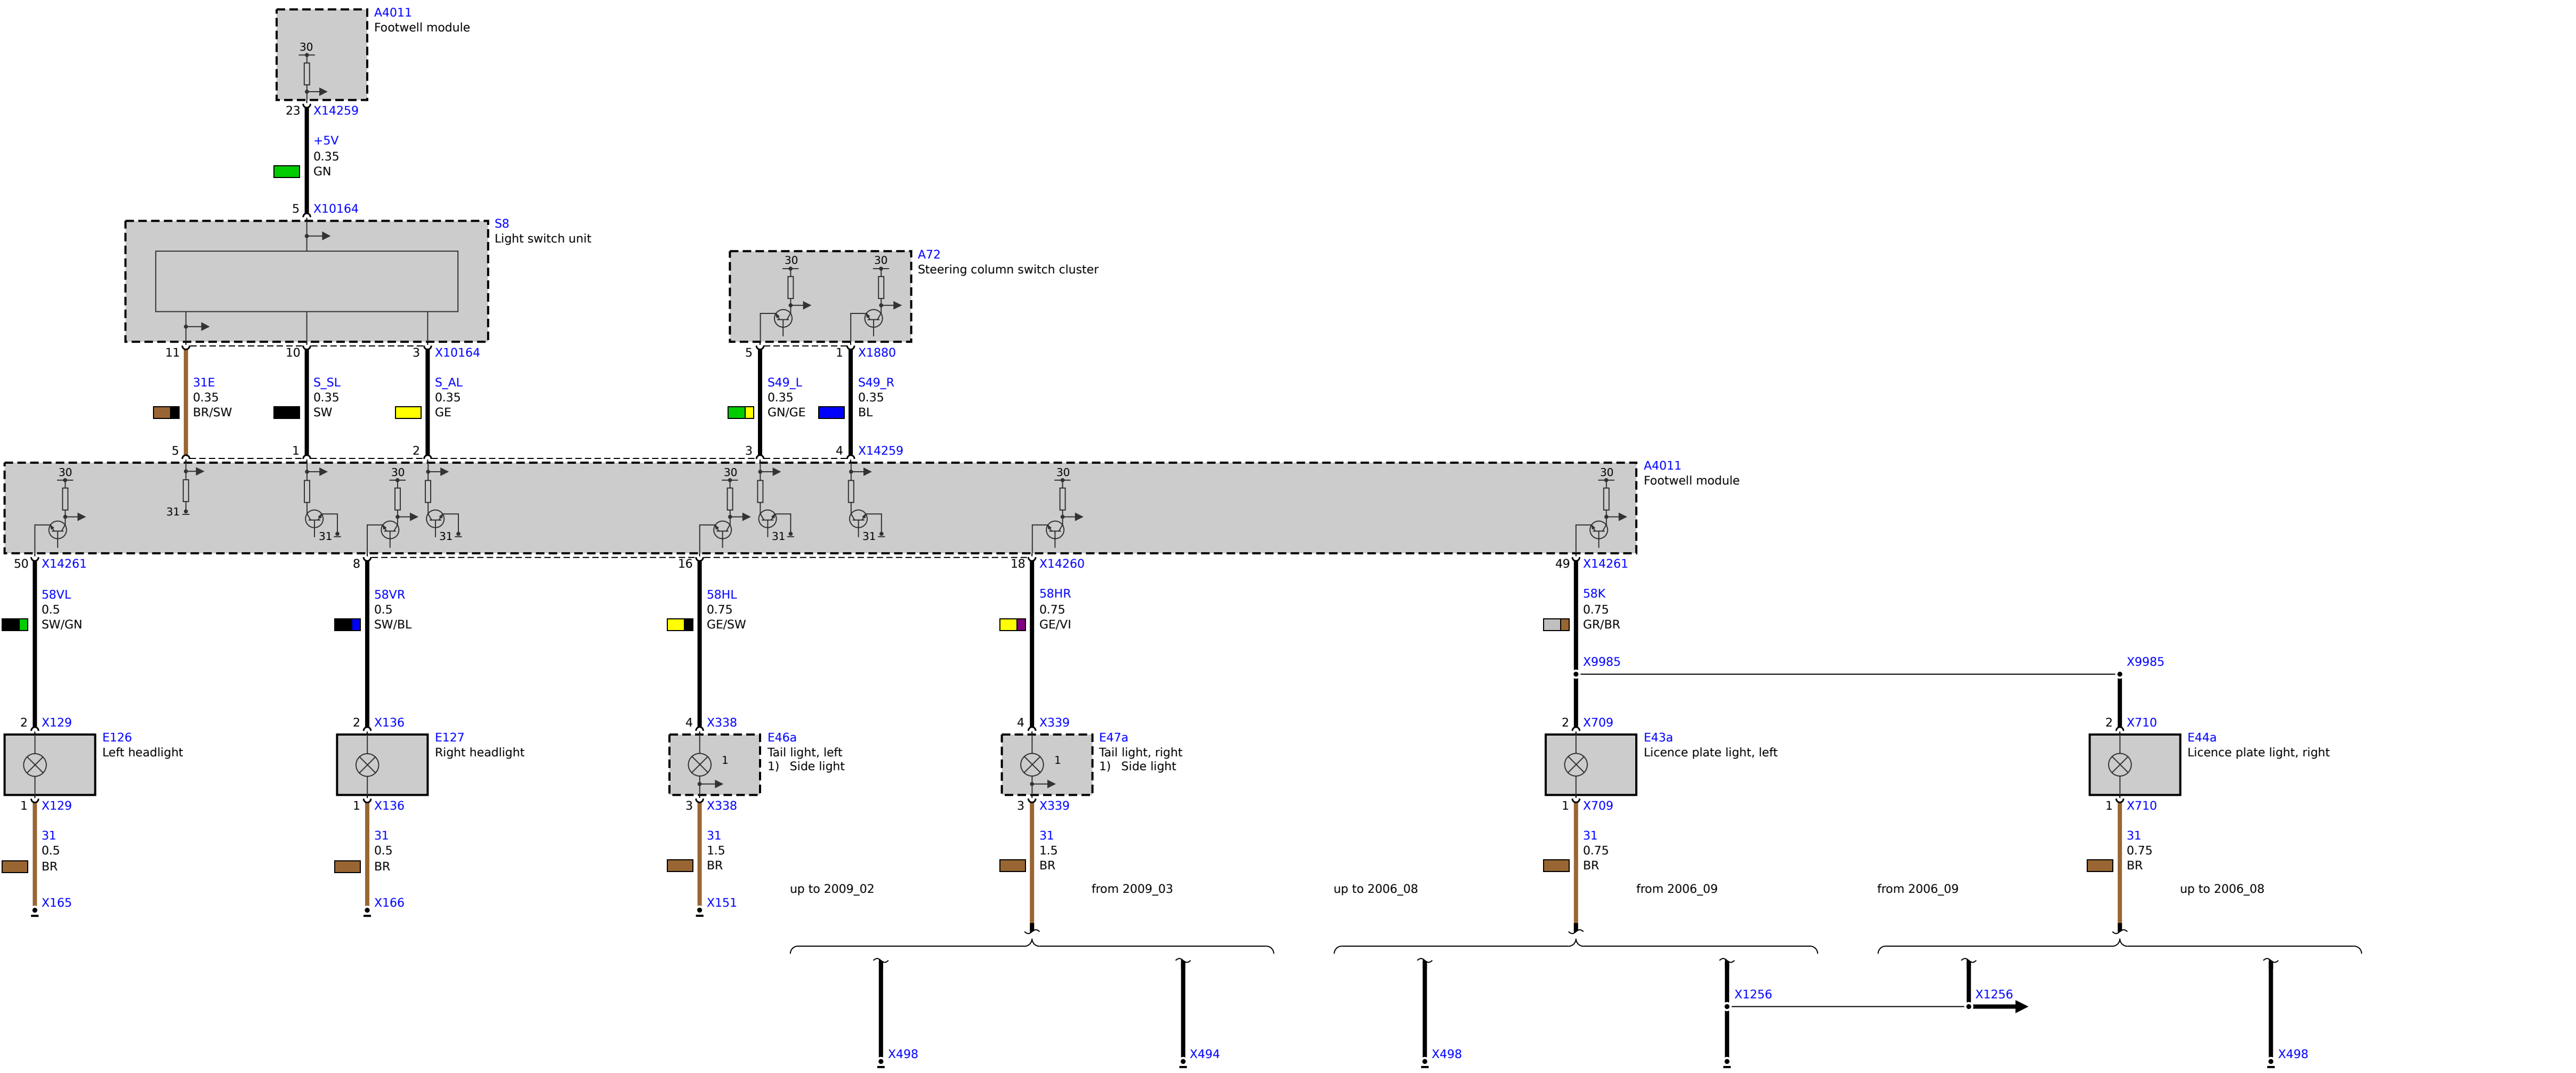 A4011
Footwell module
30
23 X14259
+5V
0.35
GN
5 X10164
S8
Light switch unit
A72
Steering column switch cluster
30 30
11 10 3 X10164 5 1 X1880
31E S_SL S_AL S49_L S49_R
0.35 0.35 0.35 0.35 0.35
BR/SW SW GE GN/GE BL
5 1 2 3 4 X14259
A4011
Footwell module
30 30 30 30 30
31
31 31 31 31
50 X14261 8 16 18 X14260 49 X14261
58VL 58VR 58HL 58HR 58K
0.5 0.5 0.75 0.75 0.75
SW/GN SW/BL GE/SW GE/VI GR/BR
X9985 X9985
2 X129 2 X136 4 X338 4 X339 2 X709 2 X710
E126 E127 E46a E47a E43a E44a
Left headlight Right headlight Tail light, left Tail light, right Licence plate light, left Licence plate light, right
1 1) Side light 1 1) Side light
1 X129 1 X136 3 X338 3 X339 1 X709 1 X710
31 31 31 31 31 31
0.5 0.5 1.5 1.5 0.75 0.75
BR BR BR BR BR BR
up to 2009_02 from 2009_03 up to 2006_08 from 2006_09 from 2006_09 up to 2006_08
X165 X166 X151
X1256 X1256
X498 X494 X498 X498